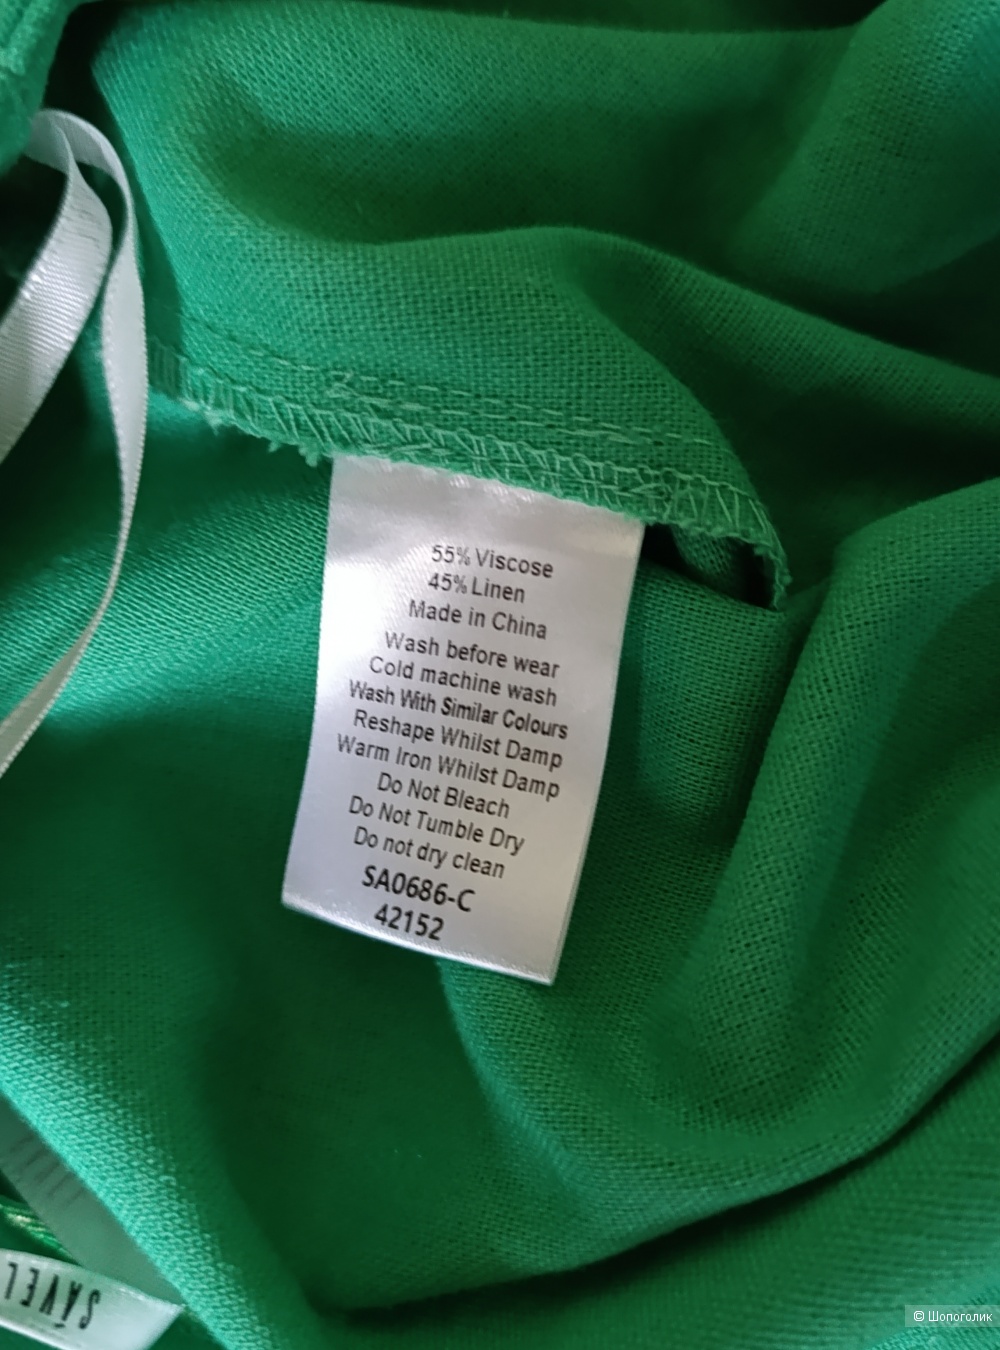 55% Viscose
45% Linen
Made in China
Wash before wear
Cold machine wash
Wash With Similar Colours
Reshape Whilst Damp
Warm Iron Whilst Damp
Do Not Bleach
Do Not Tumble Dry
Do not dry clean
SA0686-C
42152
SÁVEL
© Шопоголик